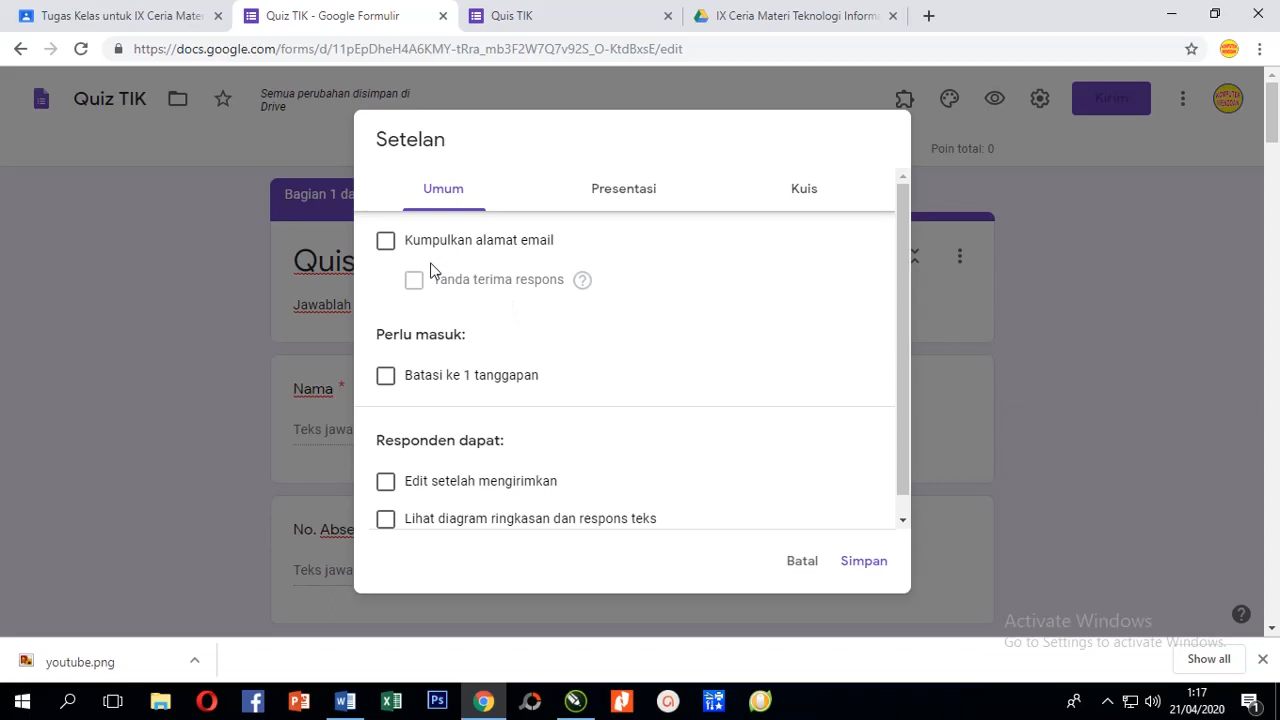 Tugas Kelas untuk IX Ceria Mater
Quiz TIK - Google Formulir
Quis TIK
IX Ceria Materi Teknologi Informa
https://docs.google.com/forms/d/11pEpDheH4A6KMY-tRra_mb3F2W7Q7v92S_O-KtdBxsE/edit
Quiz TIK
Semua perubahan disimpan di
Drive
Kirim
Poin total: 0
Setelan
Umum
Presentasi
Kuis
Bagian 1 da
Kumpulkan alamat email
Quis
Tanda terima respons
Jawablah
Perlu masuk:
Batasi ke 1 tanggapan
Nama *
Teks jawa
Responden dapat:
Edit setelah mengirimkan
Lihat diagram ringkasan dan respons teks
No. Abse
Teks jawa
Batal
Simpan
Activate Windows
Go to Settings to activate Windows.
youtube.png
Show all
1:17
21/04/2020